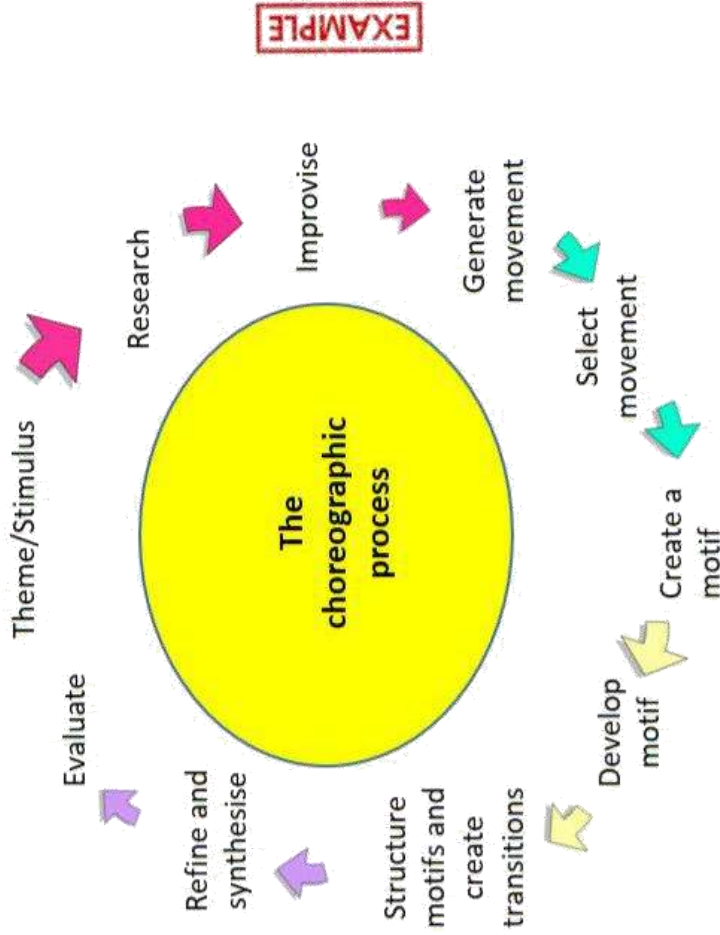 EXAMPLE
Theme/Stimulus
Research
Improvise
Generate
movement
Select
movement
Create a
motif
Develop
motif
Structure
motifs and
create
transitions
Refine and
synthesise
Evaluate
The
choreographic
process